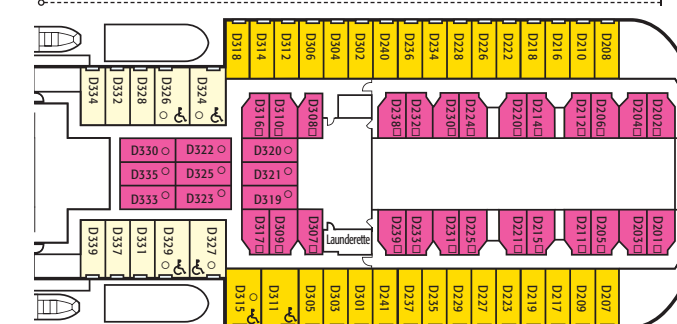 D318 D314 D312 D306 D304 D302 D240 D236 D234 D228 D226 D222 D218 D216 D210 D208
D334 D332 D328 D326 D324
D316 D310 D308 D238 D232 D230 D224 D220 D214 D212 D206 D204 D202
D330 D322 D320
D335 D325 D321
D333 D323 D319
D317 D309 D307 Launderette D239 D233 D231 D225 D221 D215 D211 D205 D203 D201
D339 D337 D331 D329 D327
D315 D311 D305 D303 D301 D241 D237 D235 D229 D227 D223 D219 D217 D209 D207